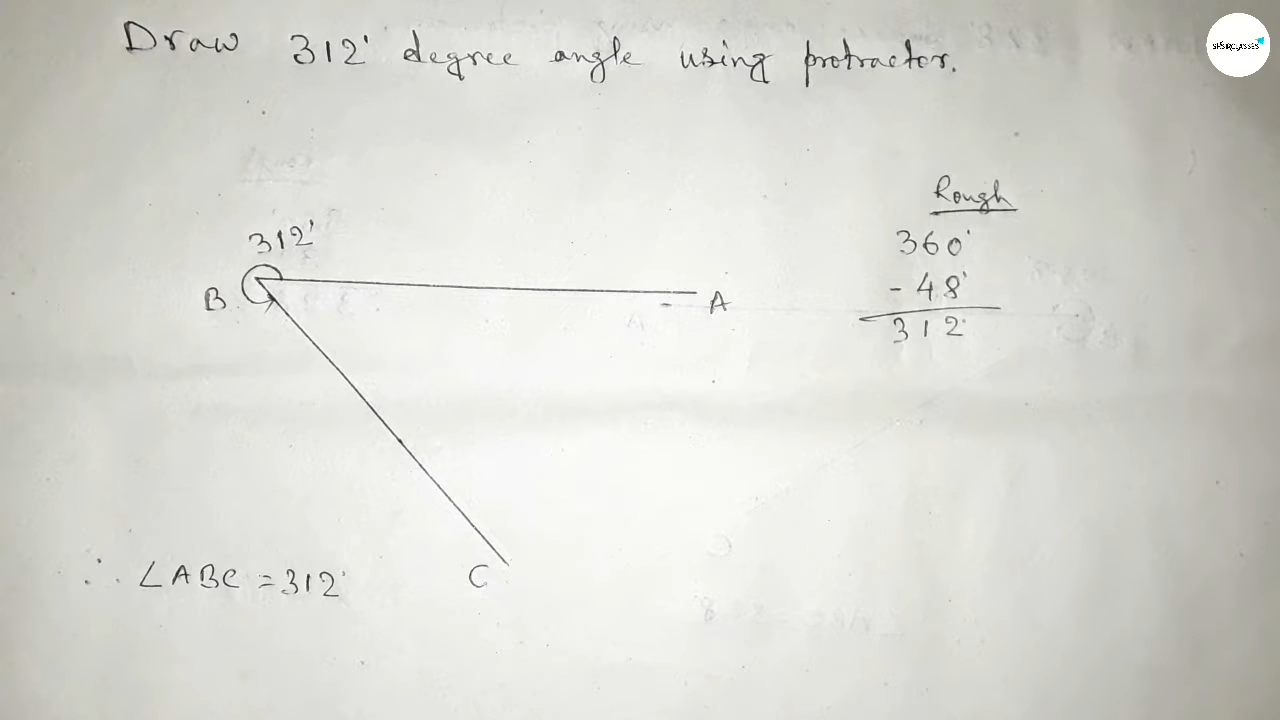 Draw 312° degree angle using protractor.
Rough
360°
- 48°
312°
312°
B
A
C
∴ ∠ABC = 312°